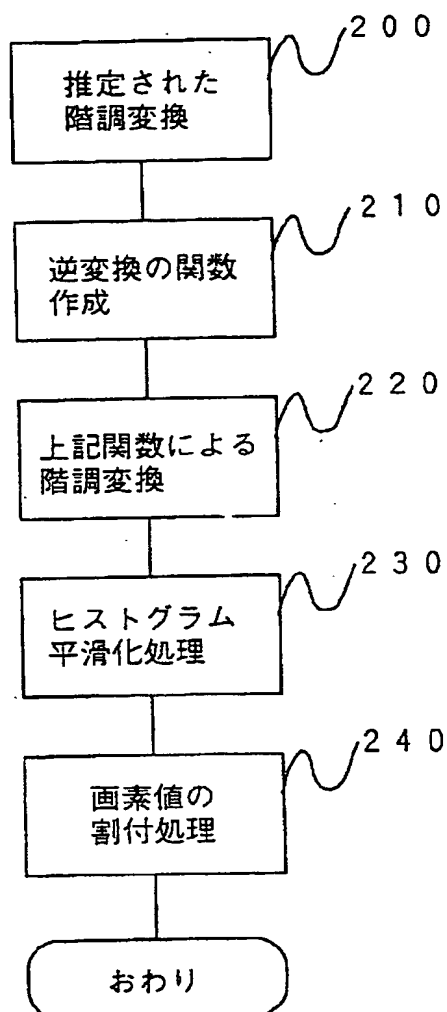 200
推定された
階調変換
210
逆変換の関数
作成
220
上記関数による
階調変換
230
ヒストグラム
平滑化処理
240
画素値の
割付処理
おわり